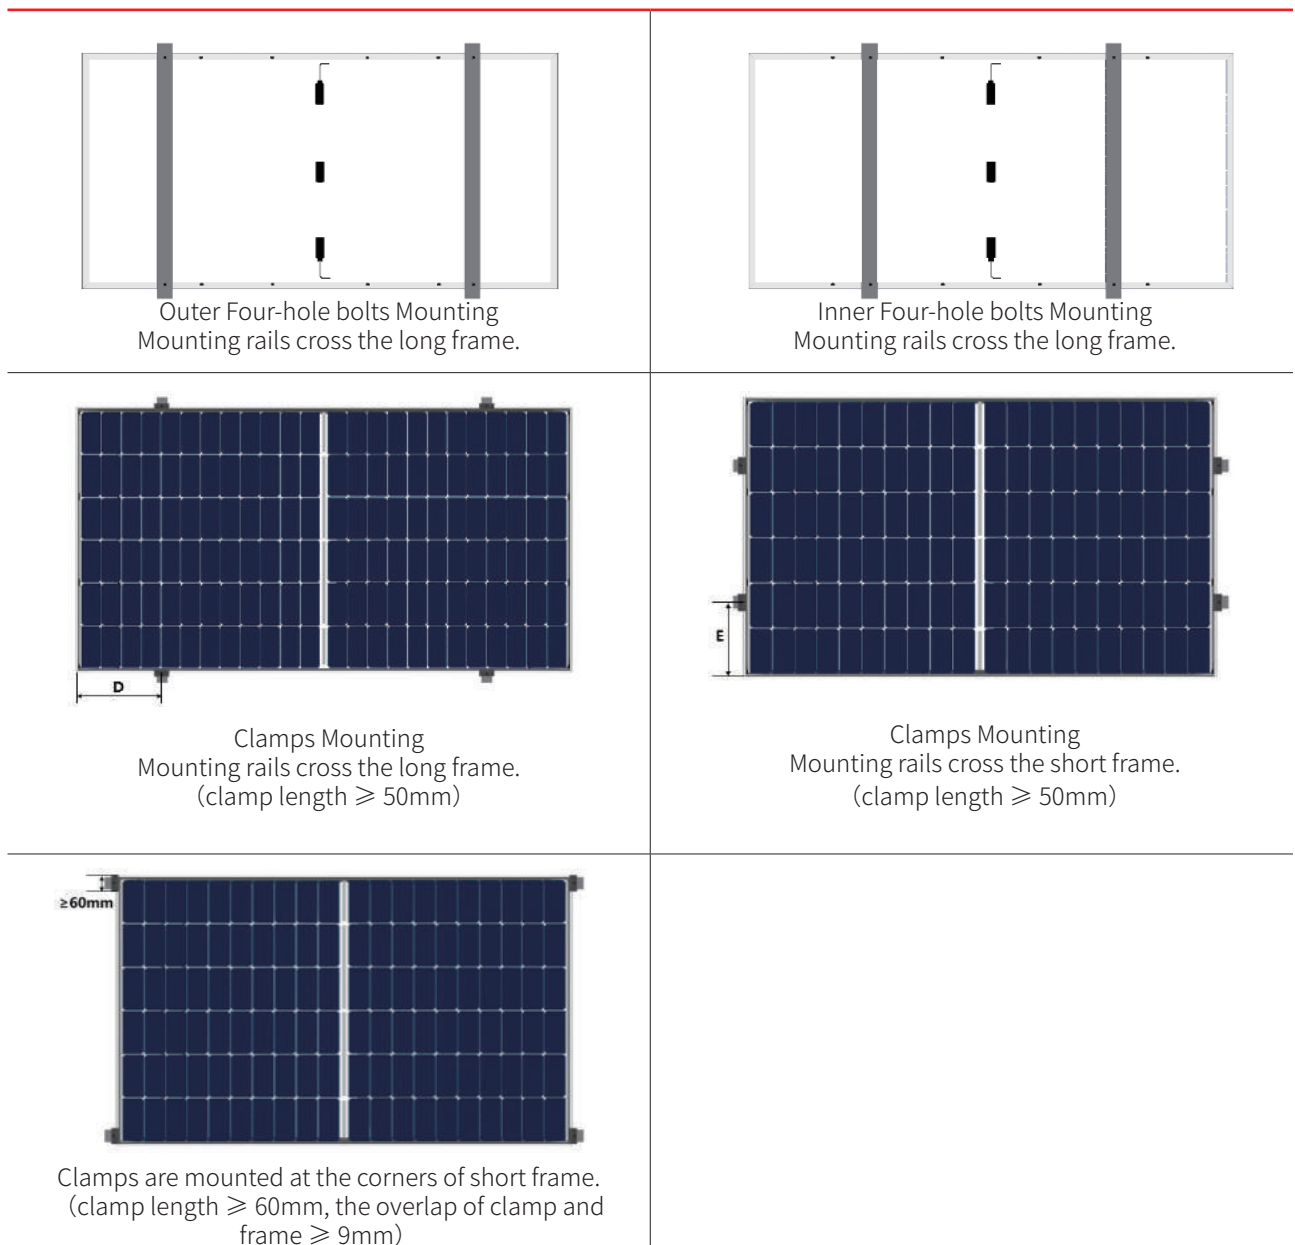 Outer Four-hole bolts Mounting
Mounting rails cross the long frame.
Inner Four-hole bolts Mounting
Mounting rails cross the long frame.
D
Clamps Mounting
Mounting rails cross the long frame.
（clamp length ≥ 50mm）
E
Clamps Mounting
Mounting rails cross the short frame.
（clamp length ≥ 50mm）
≥60mm
Clamps are mounted at the corners of short frame.
（clamp length ≥ 60mm, the overlap of clamp and
frame ≥ 9mm）